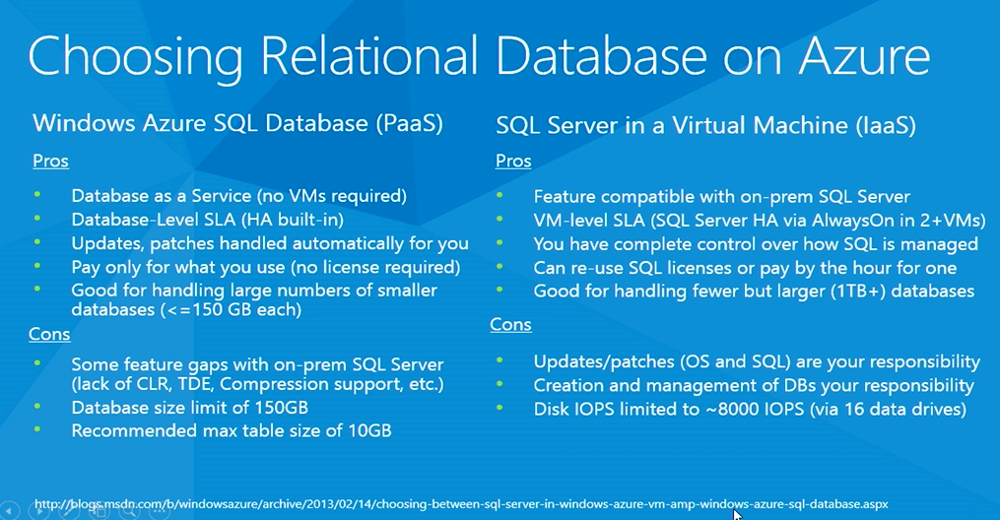 Choosing Relational Database on Azure
Windows Azure SQL Database (PaaS)
Pros
• Database as a Service (no VMs required)
• Database-Level SLA (HA built-in)
• Updates, patches handled automatically for you
• Pay only for what you use (no license required)
• Good for handling large numbers of smaller
databases (<=150 GB each)
Cons
• Some feature gaps with on-prem SQL Server
(lack of CLR, TDE, Compression support, etc.)
• Database size limit of 150GB
• Recommended max table size of 10GB
SQL Server in a Virtual Machine (IaaS)
Pros
• Feature compatible with on-prem SQL Server
• VM-level SLA (SQL Server HA via AlwaysOn in 2+VMs)
• You have complete control over how SQL is managed
• Can re-use SQL licenses or pay by the hour for one
• Good for handling fewer but larger (1TB+) databases
Cons
• Updates/patches (OS and SQL) are your responsibility
• Creation and management of DBs your responsibility
• Disk IOPS limited to ~8000 IOPS (via 16 data drives)
http://blogs.msdn.com/b/windowsazure/archive/2013/02/14/choosing-between-sql-server-in-windows-azure-vm-amp-windows-azure-sql-database.aspx